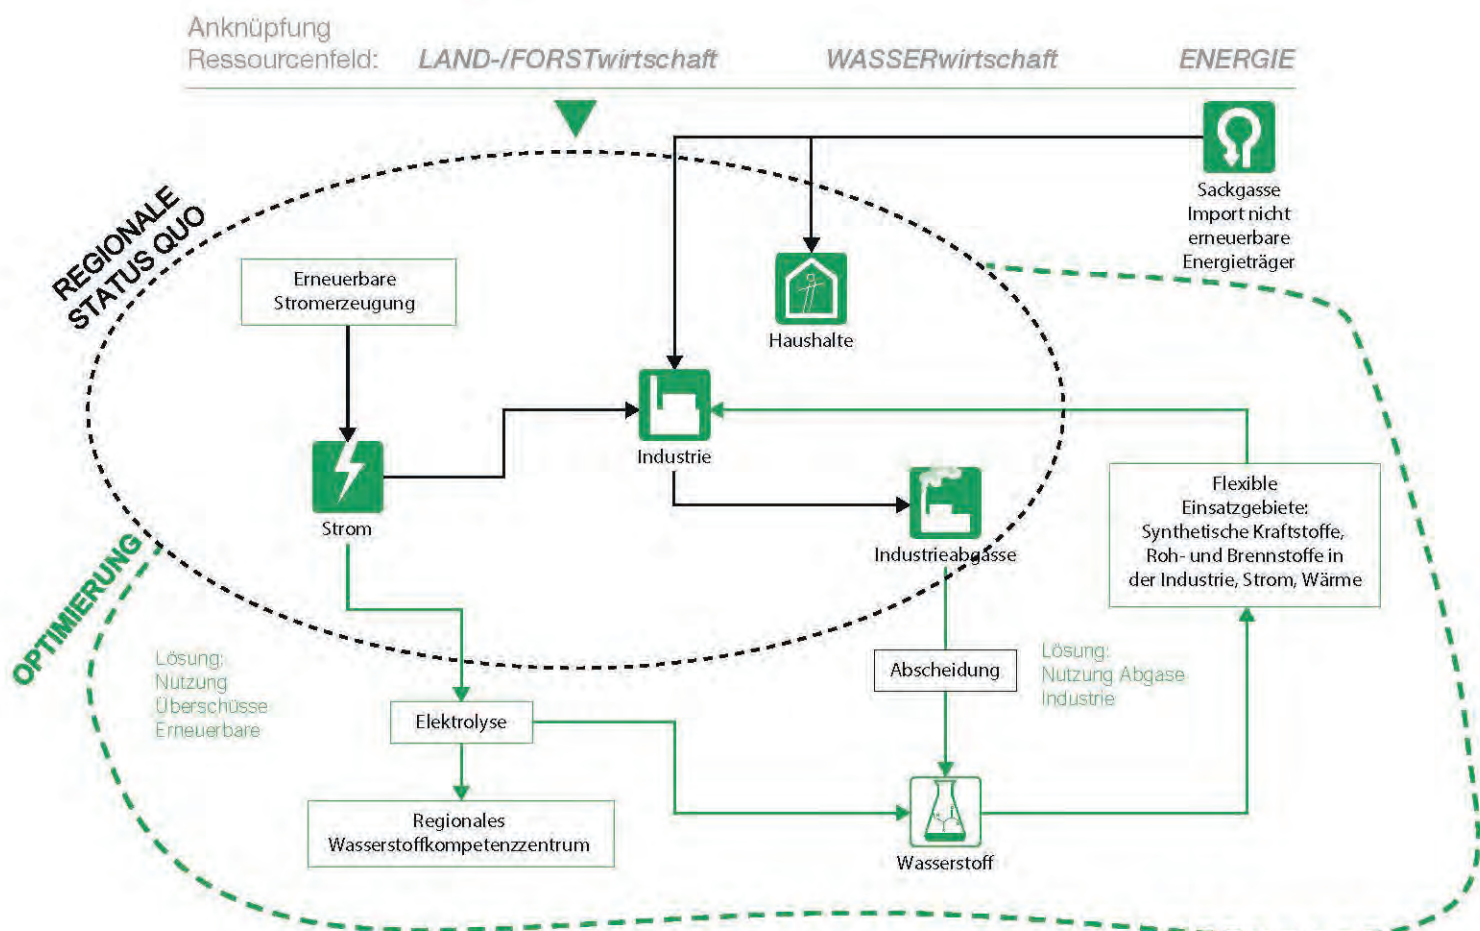 Anknüpfung
Ressourcenfeld: LAND-/FORSTwirtschaft WASSERwirtschaft ENERGIE
Sackgasse
Import nicht
erneuerbare
Energieträger
REGIONALE
STATUS QUO
Erneuerbare
Stromerzeugung
Haushalte
Industrie
Strom
Industrieabgasse
Flexible
Einsatzgebiete:
Synthetische Kraftstoffe,
Roh- und Brennstoffe in
der Industrie, Strom, Wärme
OPTIMIERUNG
Lösung:
Nutzung
Überschüsse
Erneuerbare
Abscheidung
Lösung:
Nutzung Abgase
Industrie
Elektrolyse
Regionales
Wasserstoffkompetenzzentrum
Wasserstoff